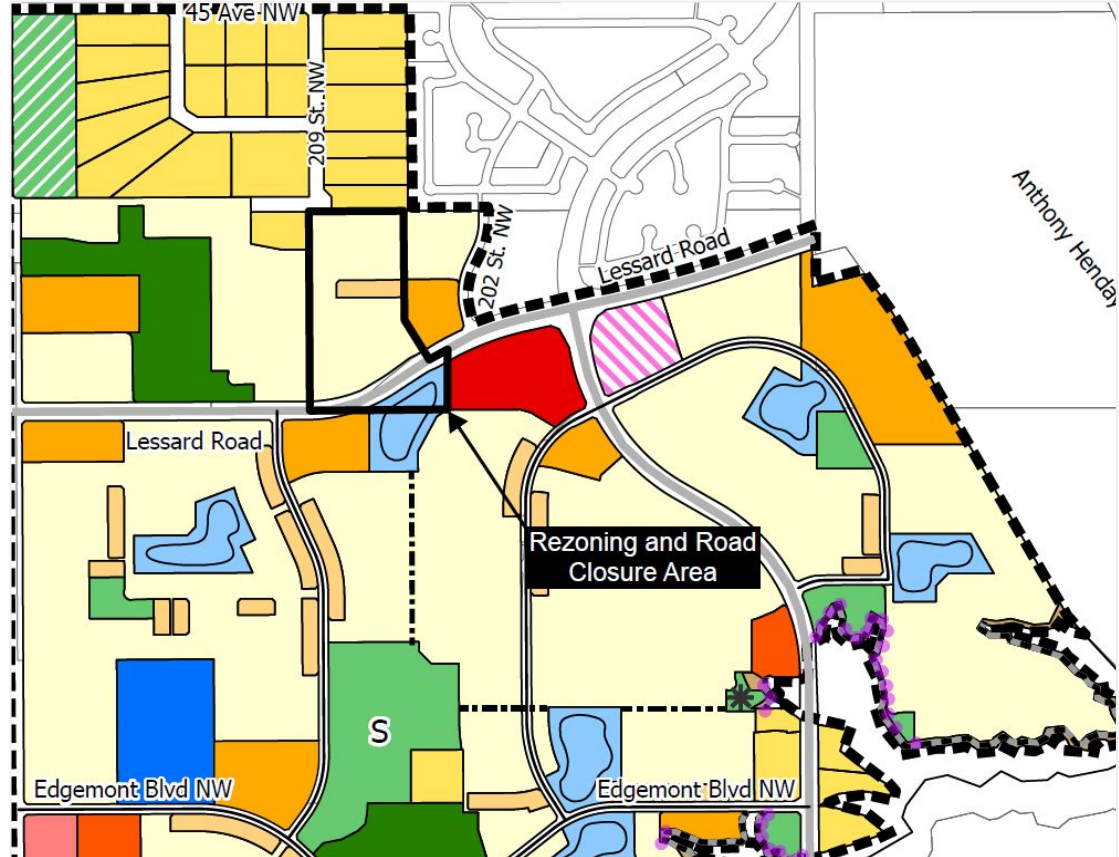 45 Ave NW
209 St. NW
202 St. NW
Lessard Road
Anthony Henday
Lessard Road
Rezoning and Road
Closure Area
S
Edgemont Blvd NW
Edgemont Blvd NW